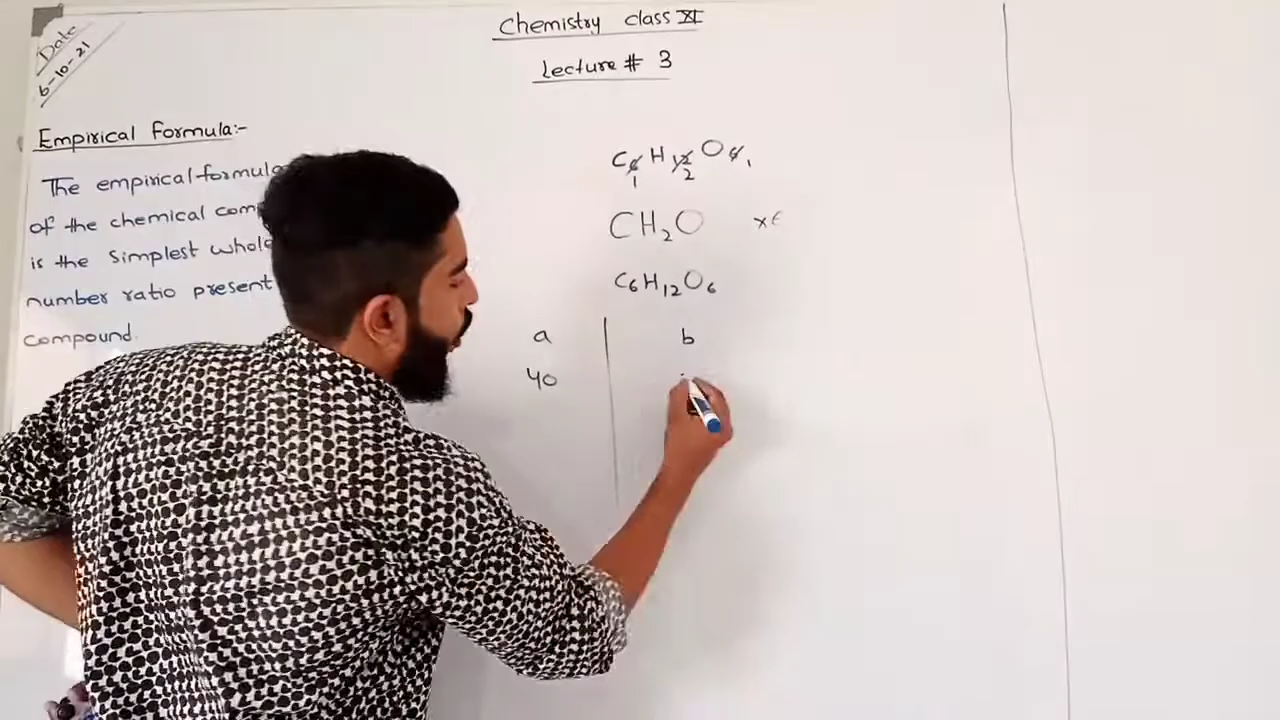 Date
6-10-21
Chemistry class XI
Lecture # 3
Empirical formula:-
The empirical formula
of the chemical com
is the simplest whole
number ratio present
compound.
C6 1 H12 2 O6 1
CH2O ×6
C6H12O6
a b
40